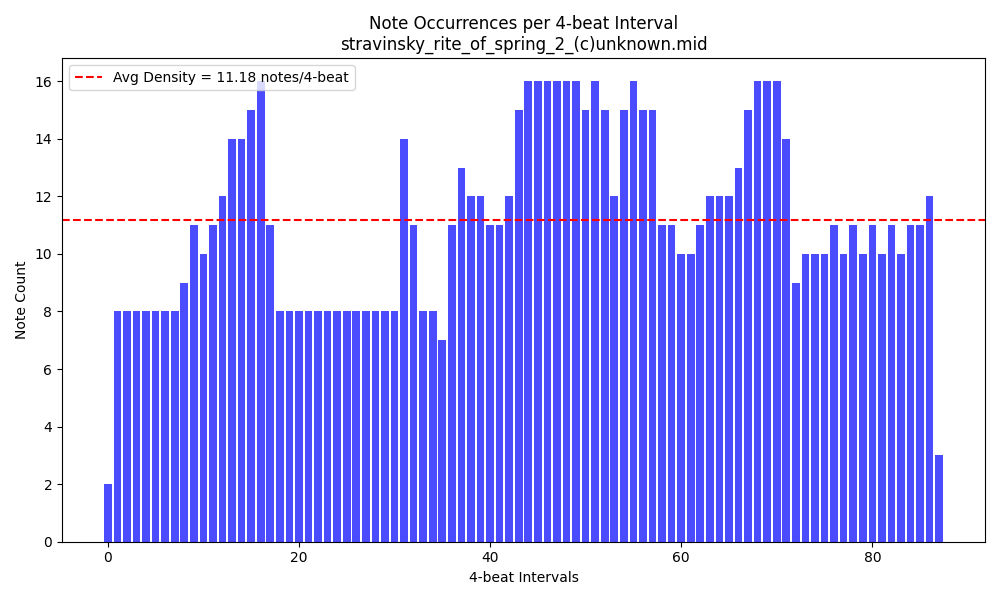 Note Occurrences per 4-beat Interval
stravinsky_rite_of_spring_2_(c)unknown.mid
Avg Density = 11.18 notes/4-beat
Note Count
16
14
12
10
8
6
4
2
0
0 20 40 60 80
4-beat Intervals